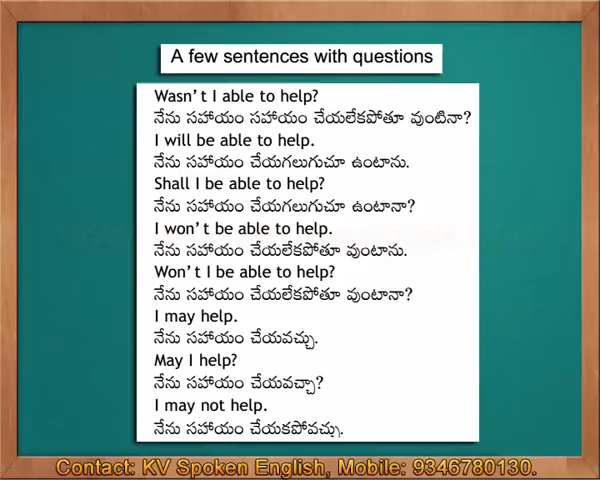 A few sentences with questions
Wasn't I able to help?
నేను సహాయం సహాయం చేయలేకపోతూ వుంటినా?
I will be able to help.
నేను సహాయం చేయగలుగుచూ ఉంటాను.
Shall I be able to help?
నేను సహాయం చేయగలుగుచూ ఉంటానా?
I won't be able to help.
నేను సహాయం చేయలేకపోతూ వుంటాను.
Won't I be able to help?
నేను సహాయం చేయలేకపోతూ వుంటానా?
I may help.
నేను సహాయం చేయవచ్చు.
May I help?
నేను సహాయం చేయవచ్చా?
I may not help.
నేను సహాయం చేయకపోవచ్చు.
Contact: KV Spoken English, Mobile: 9346780130.